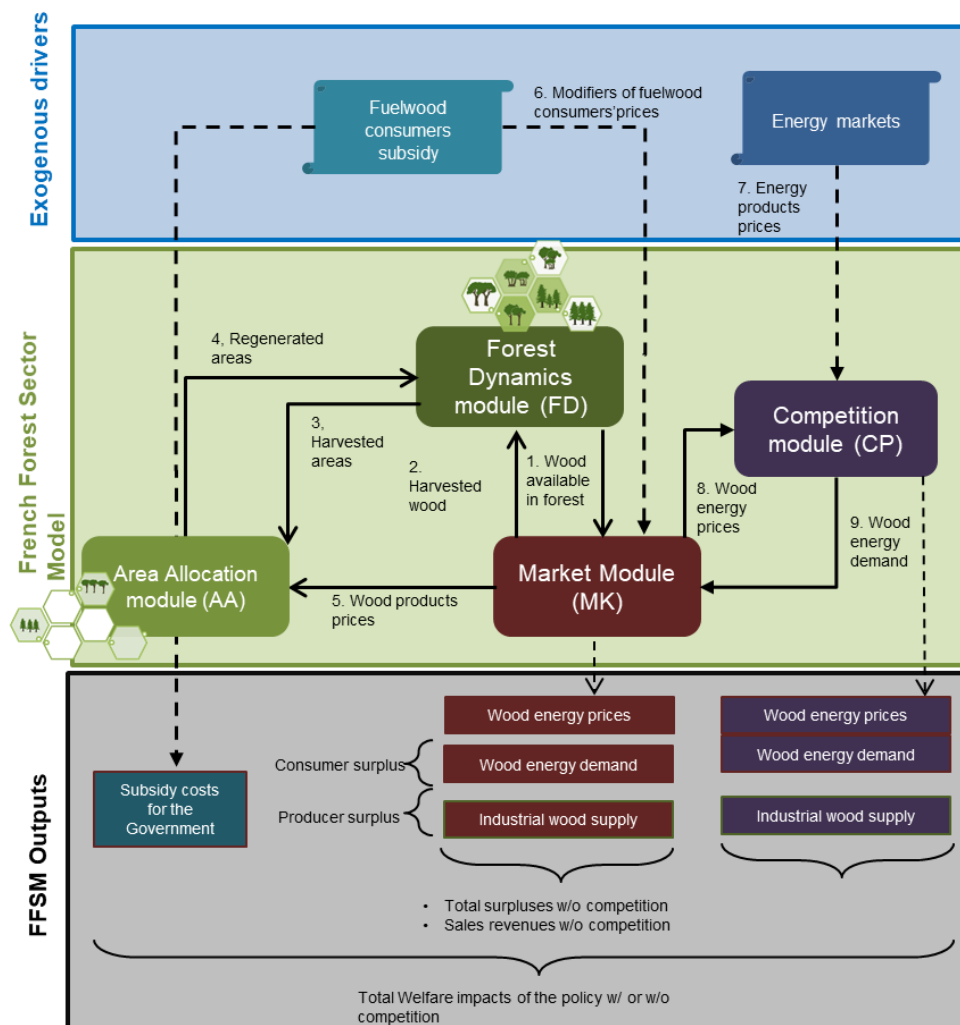 Exogenous drivers
Fuelwood
consumers
subsidy
6. Modifiers of fuelwood
consumers'prices
Energy markets
7. Energy
products
prices
French Forest Sector
Model
4, Regenerated
areas
Forest
Dynamics
module (FD)
3,
Harvested
areas
2.
Harvested
wood
1. Wood
available
in forest
Competition
module (CP)
8. Wood
energy
prices
9. Wood
energy
demand
Area Allocation
module (AA)
5. Wood products
prices
Market Module
(MK)
FFSM Outputs
Subsidy costs
for the
Government
Consumer surplus
Producer surplus
Wood energy prices
Wood energy demand
Industrial wood supply
Wood energy prices
Wood energy demand
Industrial wood supply
• Total surpluses w/o competition
• Sales revenues w/o competition
Total Welfare impacts of the policy w/ or w/o
competition